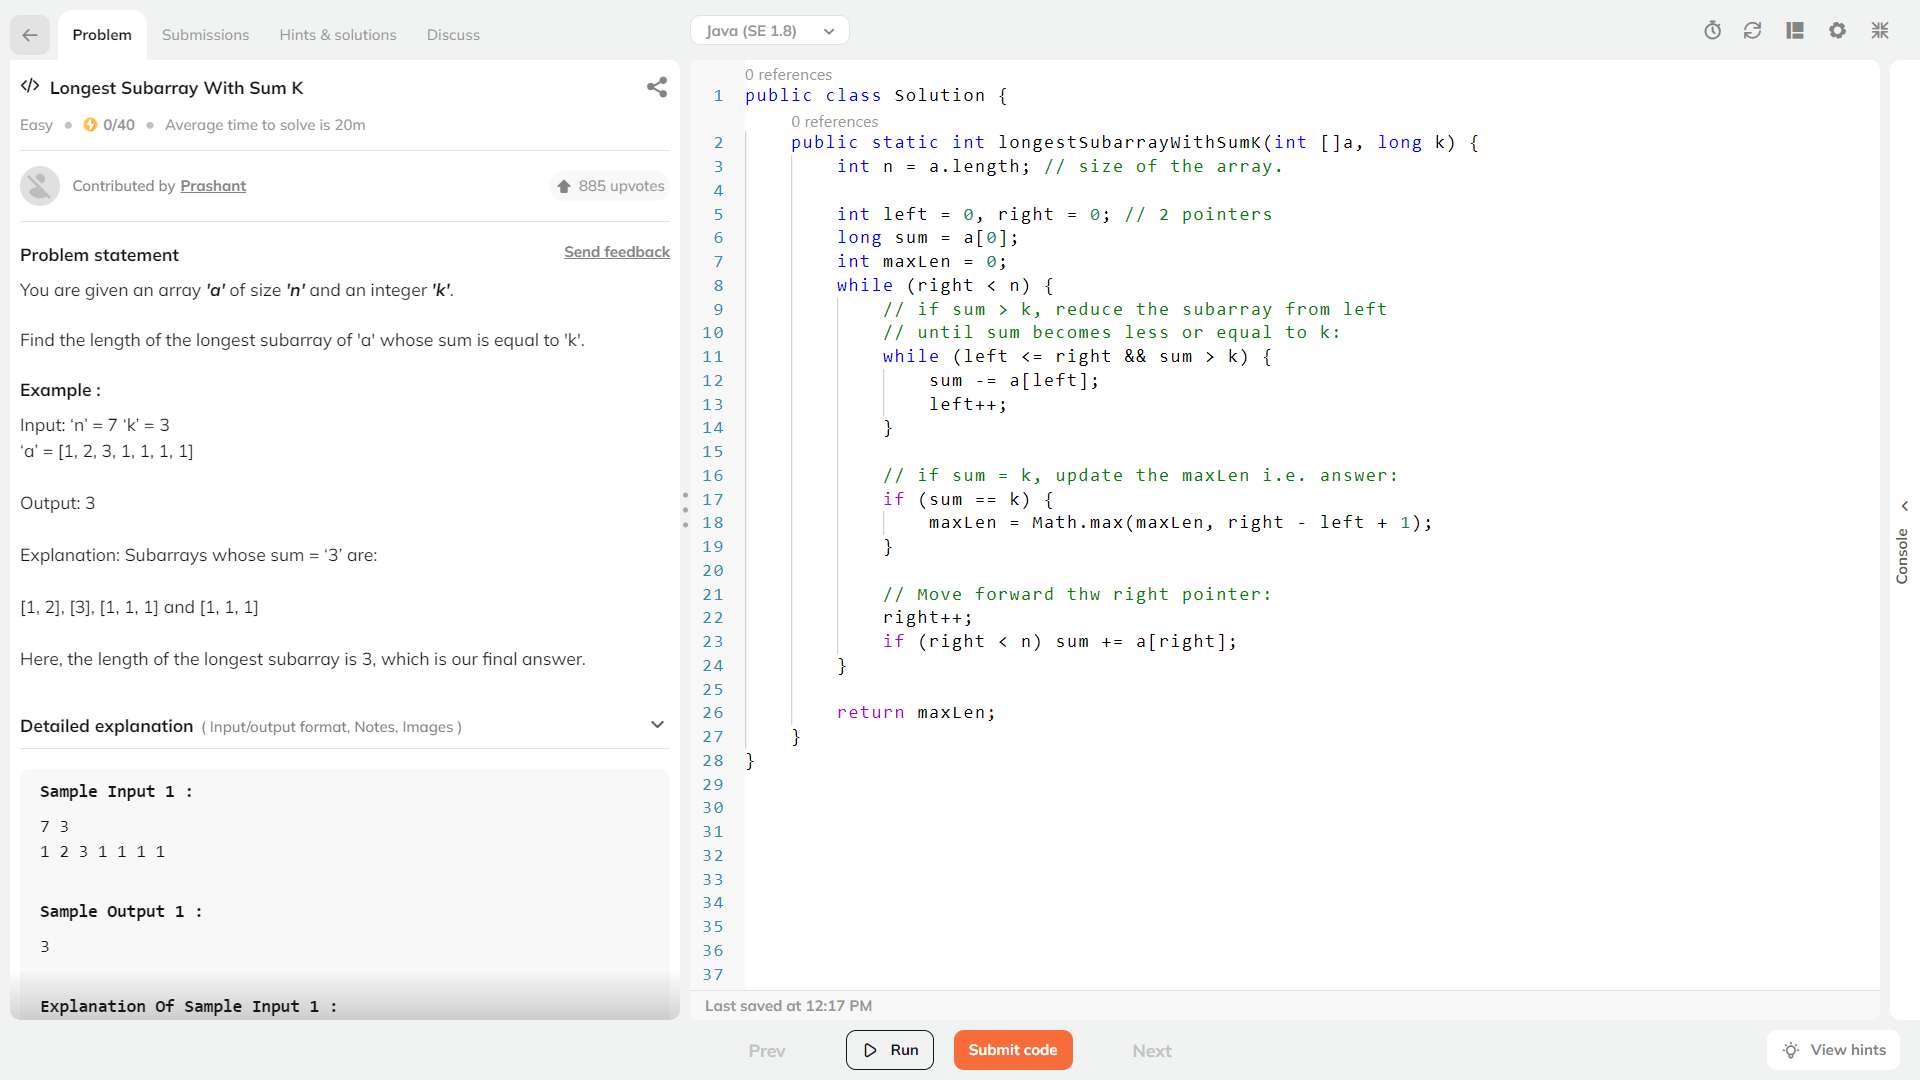 Problem
Submissions
Hints & solutions
Discuss
Longest Subarray With Sum K
Easy • 0/40 • Average time to solve is 20m
Contributed by Prashant
885 upvotes
Problem statement
Send feedback
You are given an array 'a' of size 'n' and an integer 'k'.
Find the length of the longest subarray of 'a' whose sum is equal to 'k'.
Example :
Input: ‘n’ = 7 ‘k’ = 3
‘a’ = [1, 2, 3, 1, 1, 1, 1]
Output: 3
Explanation: Subarrays whose sum = ‘3’ are:
[1, 2], [3], [1, 1, 1] and [1, 1, 1]
Here, the length of the longest subarray is 3, which is our final answer.
Detailed explanation ( Input/output format, Notes, Images )
Sample Input 1 :
7 3
1 2 3 1 1 1 1
Sample Output 1 :
3
Explanation Of Sample Input 1 :
Java (SE 1.8)
0 references
1 public class Solution {
0 references
2 public static int longestSubarrayWithSumK(int []a, long k) {
3 int n = a.length; // size of the array.
4
5 int left = 0, right = 0; // 2 pointers
6 long sum = a[0];
7 int maxLen = 0;
8 while (right < n) {
9 // if sum > k, reduce the subarray from left
10 // until sum becomes less or equal to k:
11 while (left <= right && sum > k) {
12 sum -= a[left];
13 left++;
14 }
15
16 // if sum = k, update the maxLen i.e. answer:
17 if (sum == k) {
18 maxLen = Math.max(maxLen, right - left + 1);
19 }
20
21 // Move forward thw right pointer:
22 right++;
23 if (right < n) sum += a[right];
24 }
25
26 return maxLen;
27 }
28 }
29
30
31
32
33
34
35
36
37
Last saved at 12:17 PM
Console
Prev
Run
Submit code
Next
View hints